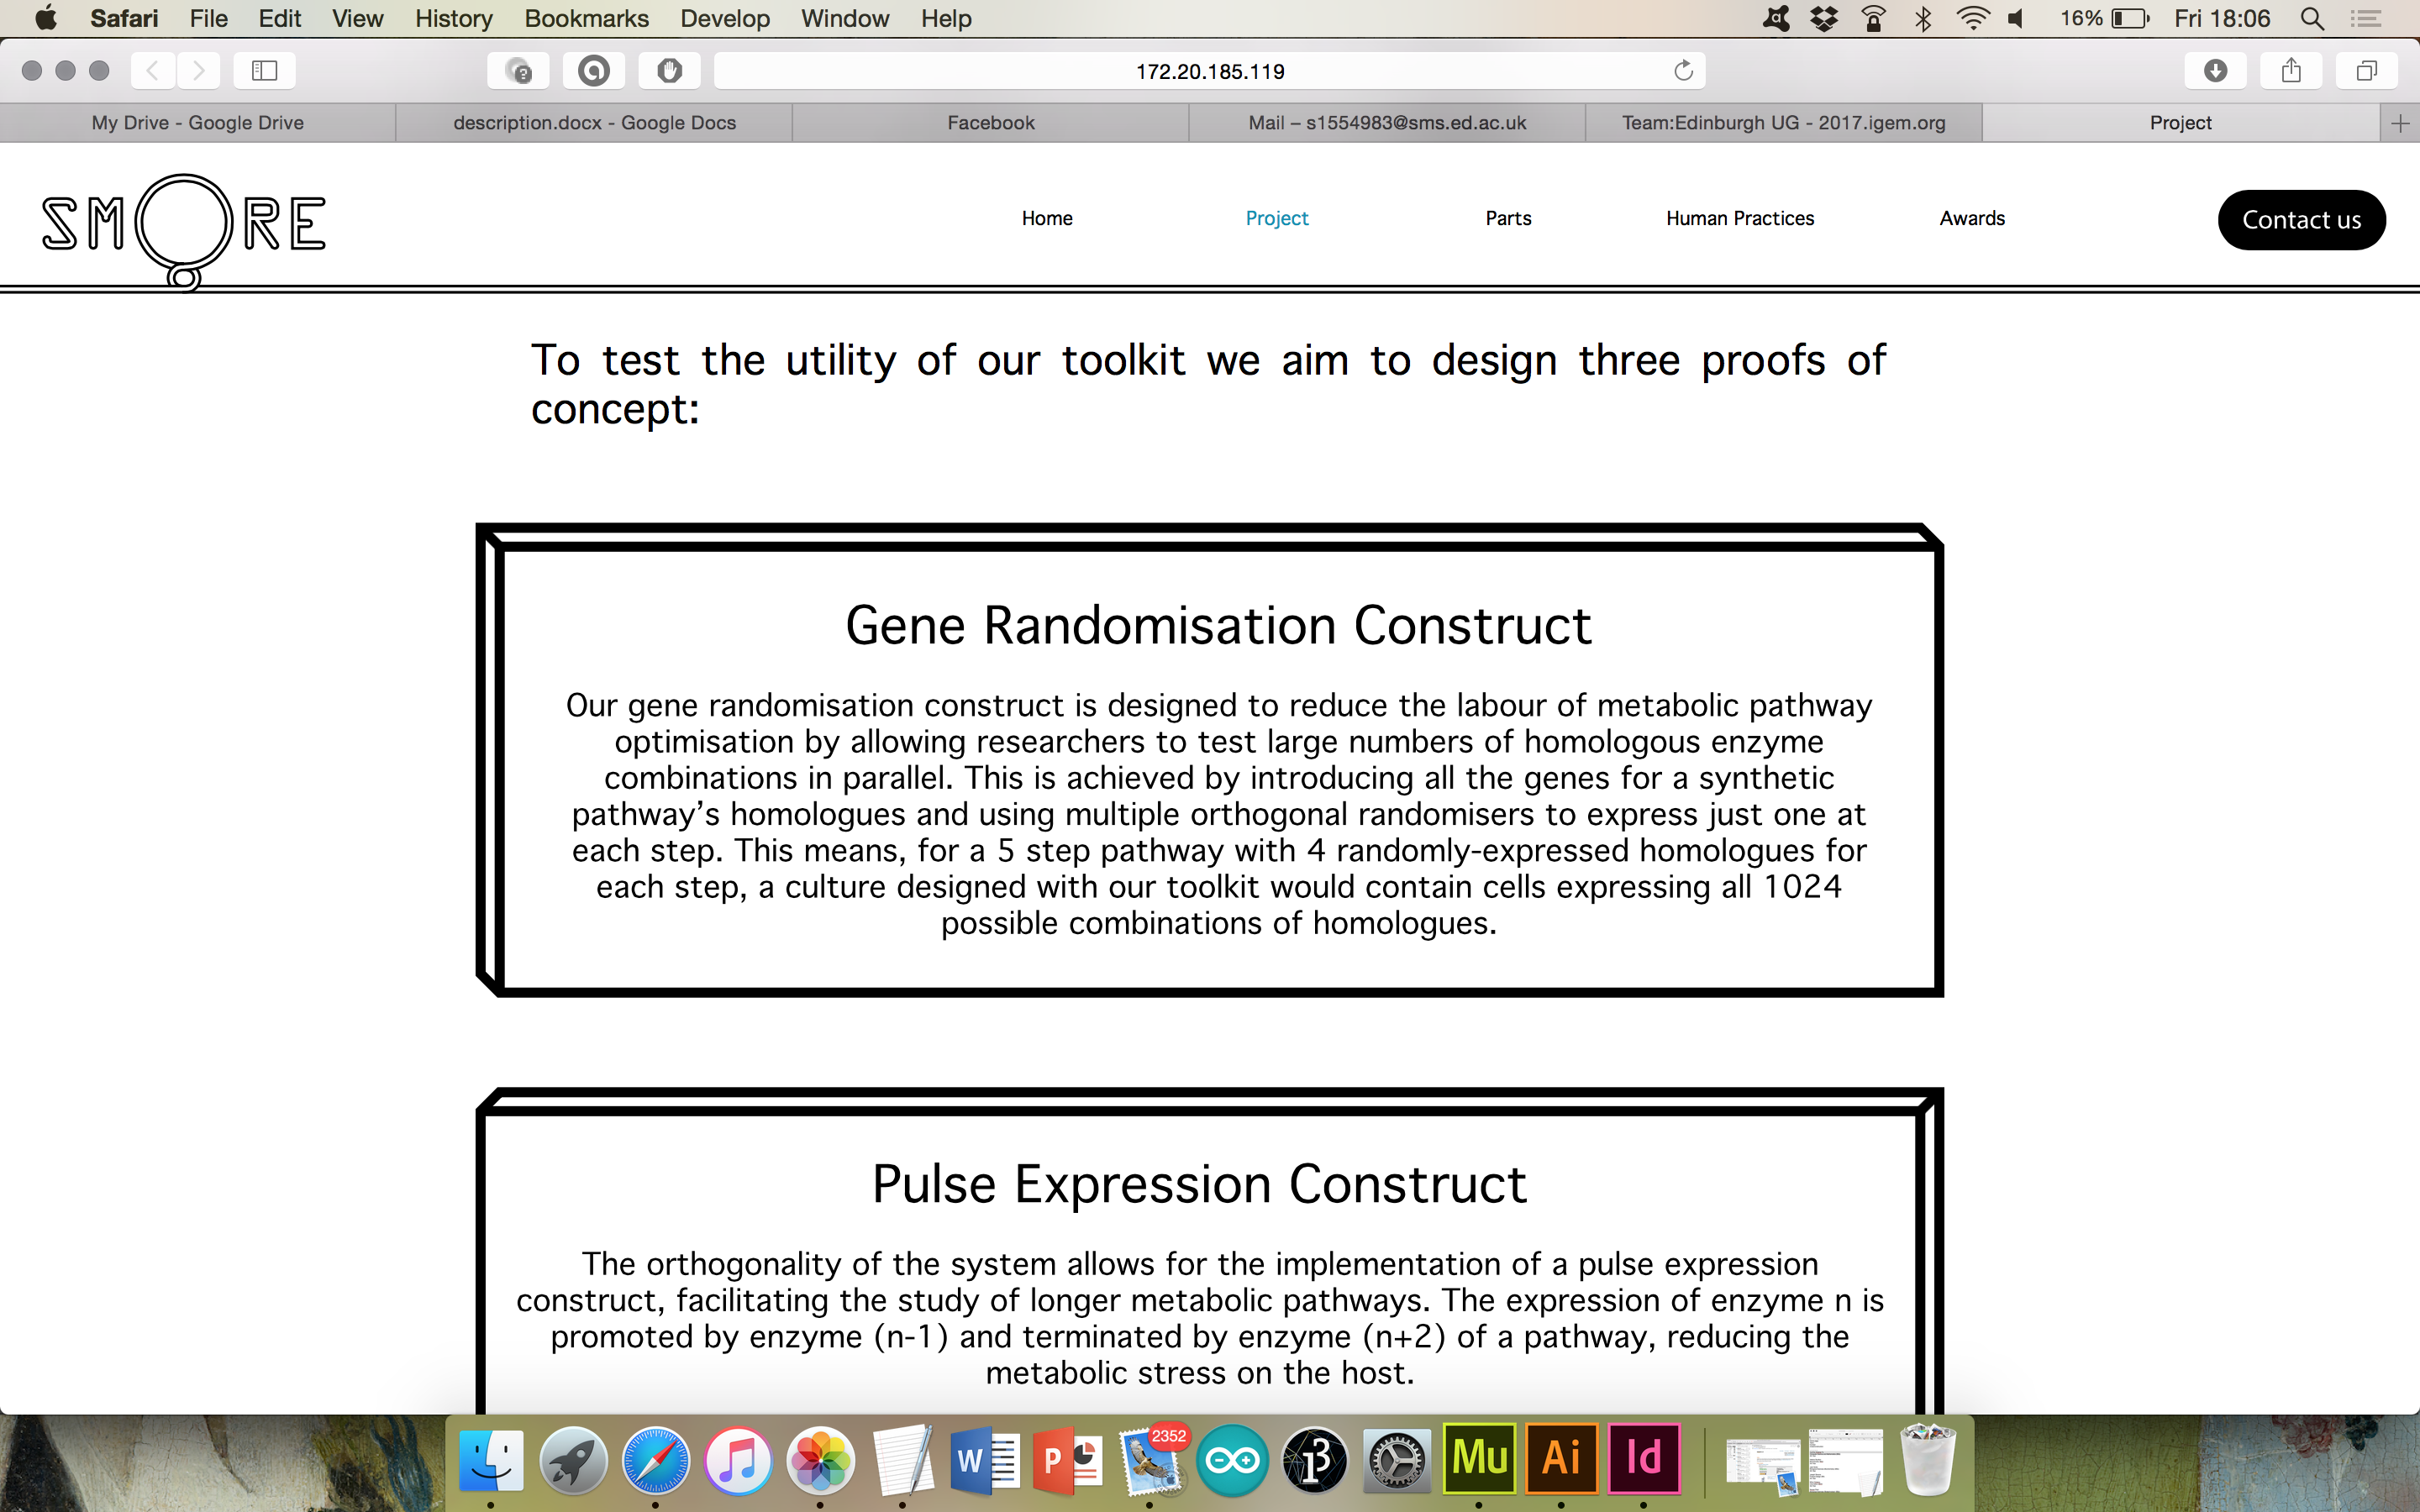 Safari File Edit View History Bookmarks Develop Window Help 16% Fri 18:06
172.20.185.119
My Drive - Google Drive description.docx - Google Docs Facebook Mail – s1554983@sms.ed.ac.uk Team:Edinburgh UG - 2017.igem.org Project
SMORE Home Project Parts Human Practices Awards Contact us
To test the utility of our toolkit we aim to design three proofs of
concept:
Gene Randomisation Construct
Our gene randomisation construct is designed to reduce the labour of metabolic pathway
optimisation by allowing researchers to test large numbers of homologous enzyme
combinations in parallel. This is achieved by introducing all the genes for a synthetic
pathway’s homologues and using multiple orthogonal randomisers to express just one at
each step. This means, for a 5 step pathway with 4 randomly-expressed homologues for
each step, a culture designed with our toolkit would contain cells expressing all 1024
possible combinations of homologues.
Pulse Expression Construct
The orthogonality of the system allows for the implementation of a pulse expression
construct, facilitating the study of longer metabolic pathways. The expression of enzyme n is
promoted by enzyme (n-1) and terminated by enzyme (n+2) of a pathway, reducing the
metabolic stress on the host.
W P 2352 Mu Ai Id